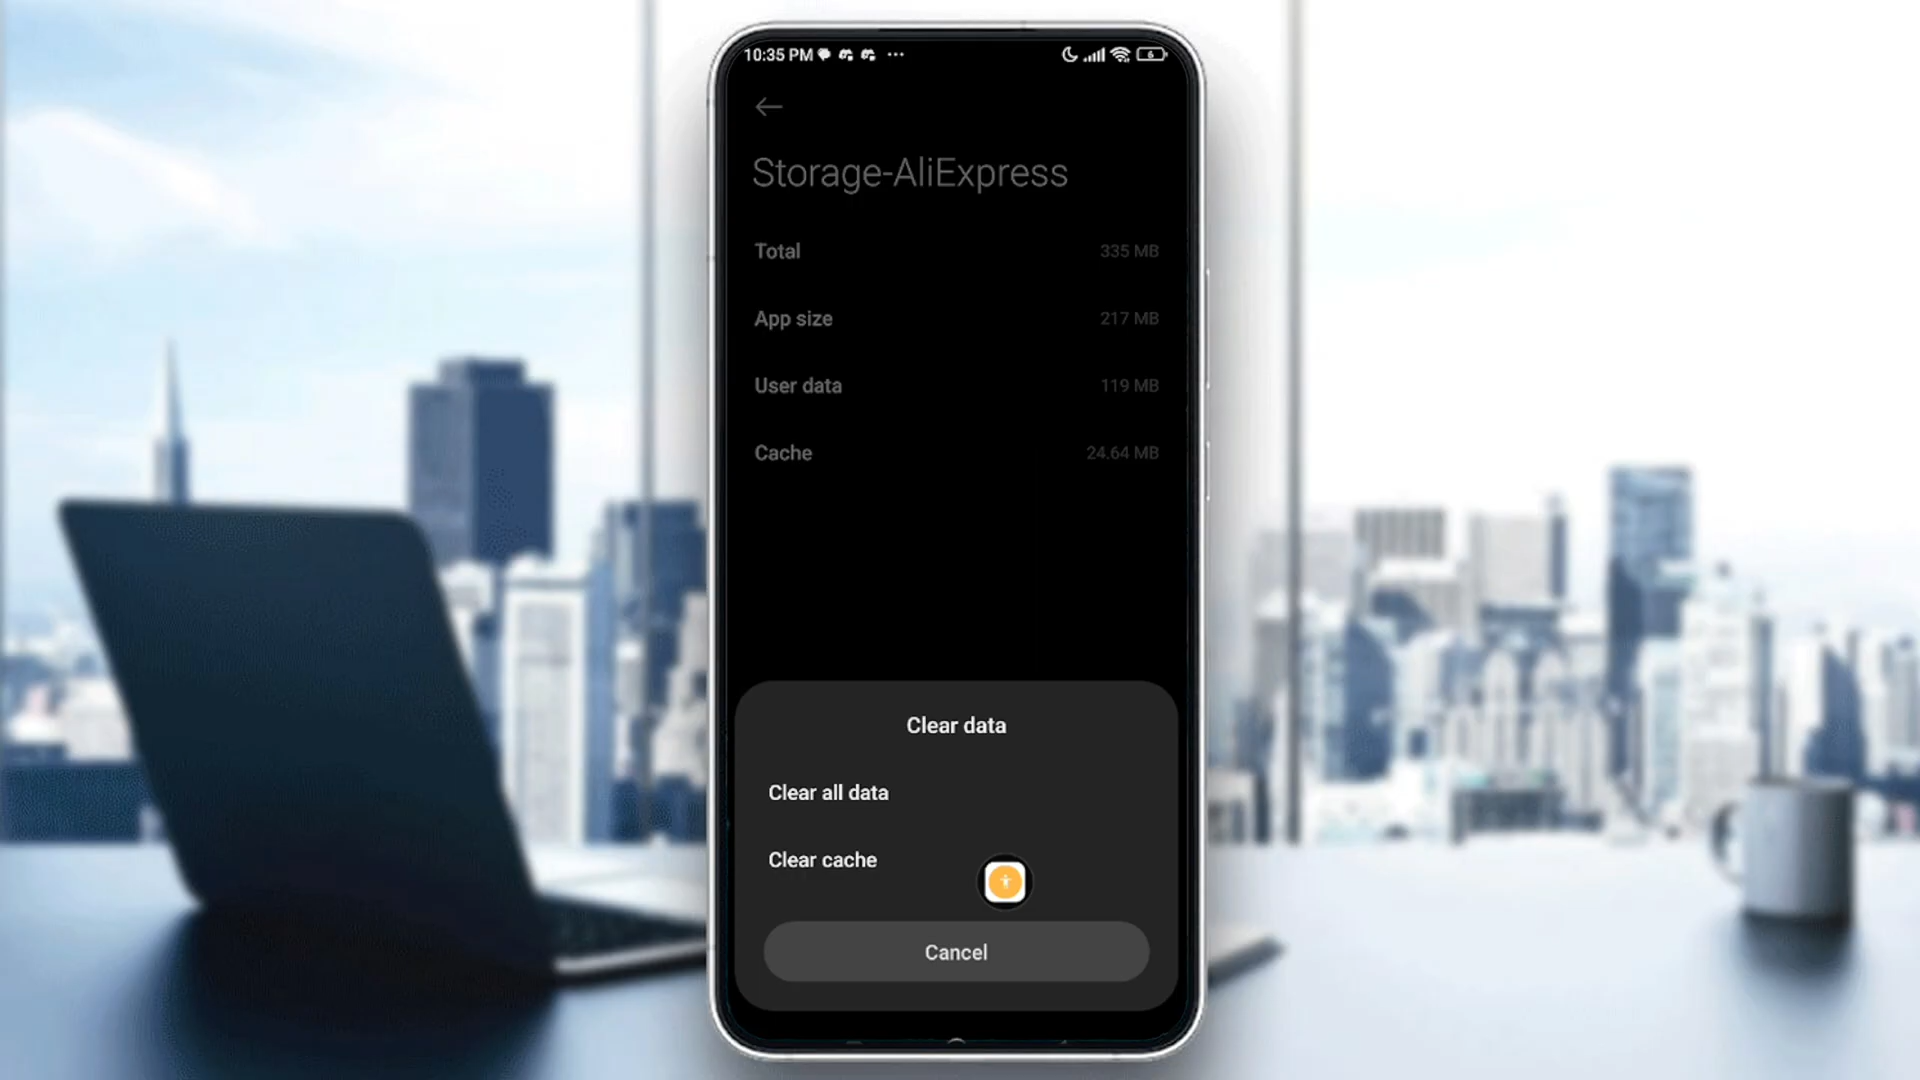 10:35 PM ...
6
Storage-AliExpress
Total 335 MB
App size 217 MB
User data 119 MB
Cache 24.64 MB
Clear data
Clear all data
Clear cache
Cancel